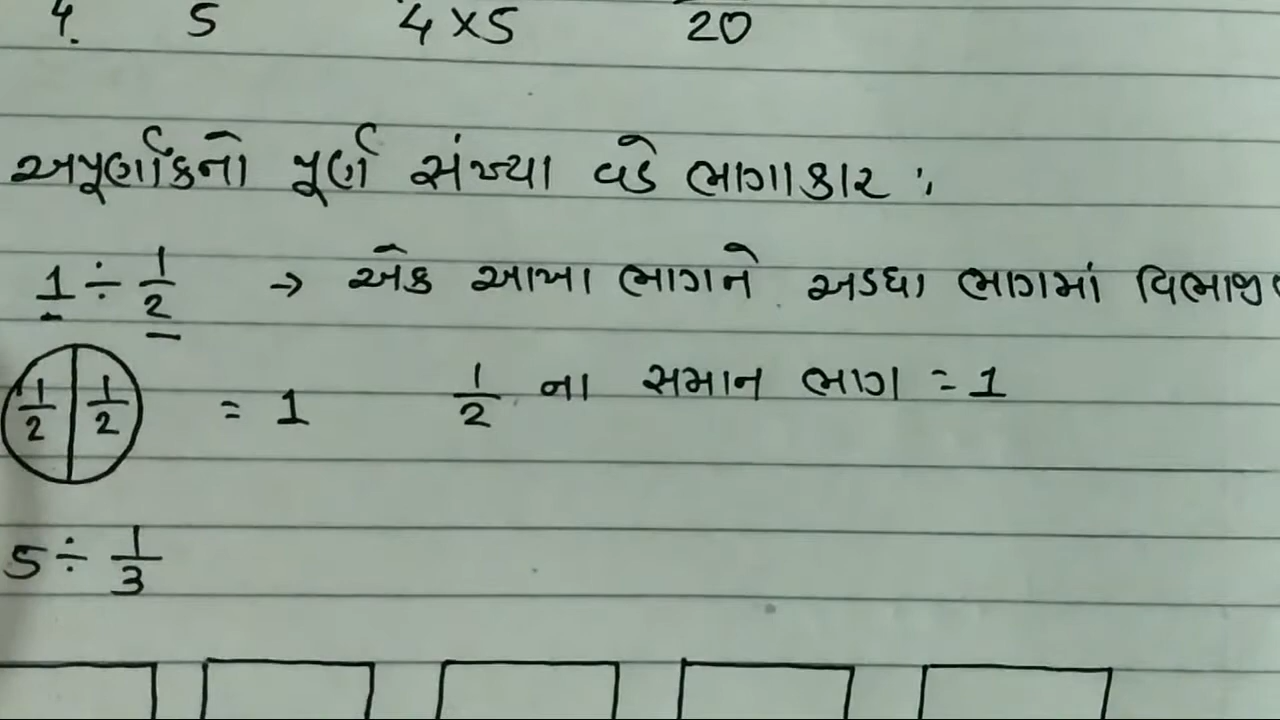 4. 5 4 × 5 20
અપૂર્ણાંકનો પૂર્ણ સંખ્યા વડે ભાગાકાર :
1 ÷ 1/2 → એક આખા ભાગને અડધા ભાગમાં
1/2 1/2 = 1 1/2 ના સમાન ભાગ = 1
5 ÷ 1/3